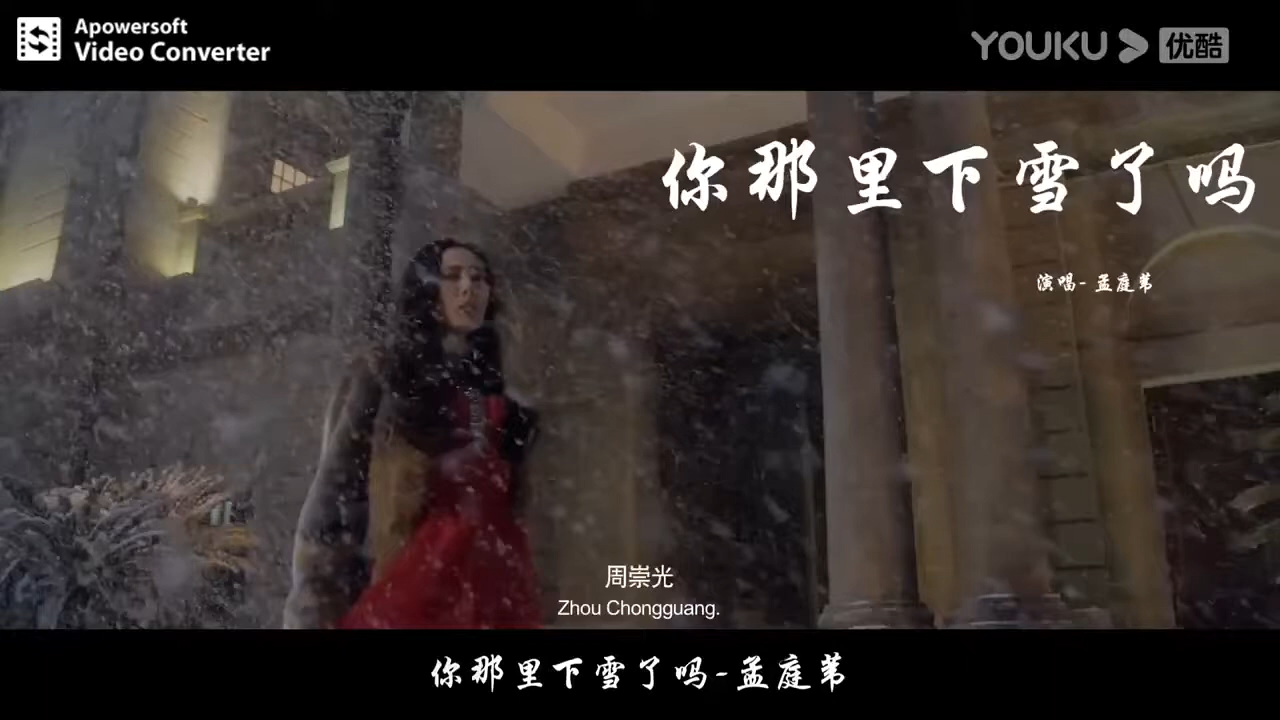 Apowersoft
Video Converter
YOUKU 优酷
你那里下雪了吗
演唱-孟庭苇
周崇光
Zhou Chongguang.
你那里下雪了吗-孟庭苇